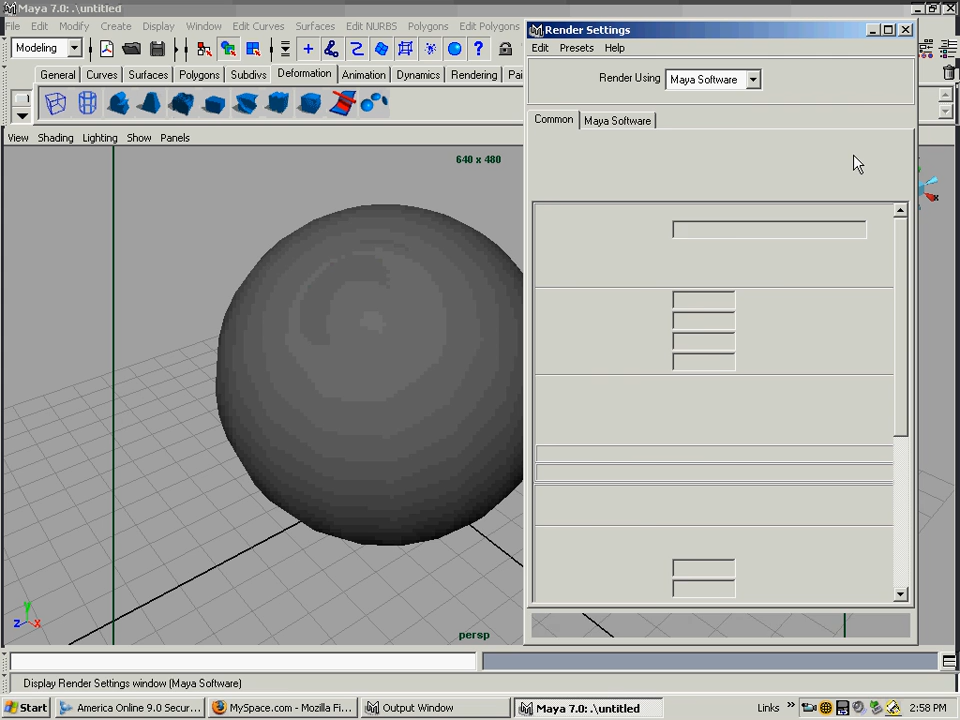 Maya 7.0: .\untitled
File Edit Modify Create Display Window Edit Curves Surfaces Edit NURBS Polygons Edit Polygons
Render Settings
Edit Presets Help
Modeling
Render Using Maya Software
General Curves Surfaces Polygons Subdivs Deformation Animation Dynamics Rendering Pai
Common Maya Software
View Shading Lighting Show Panels
640 x 480
y
z x
persp
Display Render Settings window (Maya Software)
Start America Online 9.0 Secur... MySpace.com - Mozilla Fi... Output Window Maya 7.0: .\untitled Links » 2:58 PM